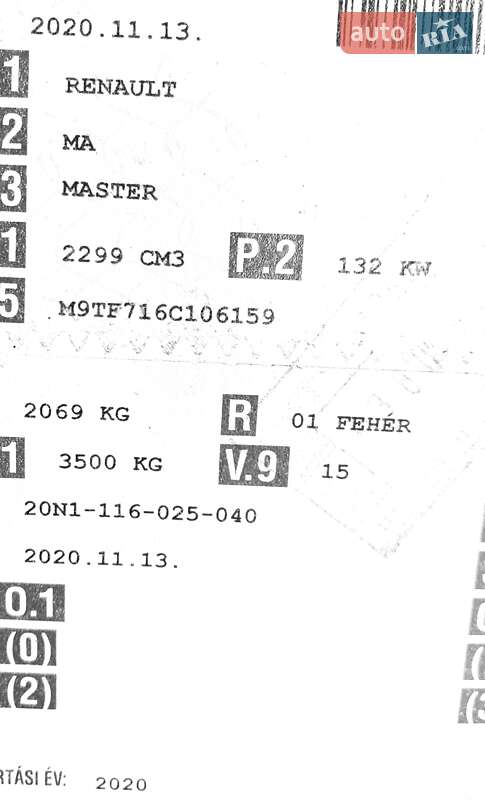 2020.11.13.
auto RIA.com
1 RENAULT
2 MA
3 MASTER
1 2299 CM3 P.2 132 KW
5 M9TF716C106159
2069 KG R 01 FEHÉR
1 3500 KG V.9 15
20N1-116-025-040
2020.11.13.
O.1
(0)
(2)
RTÁSI ÉV: 2020